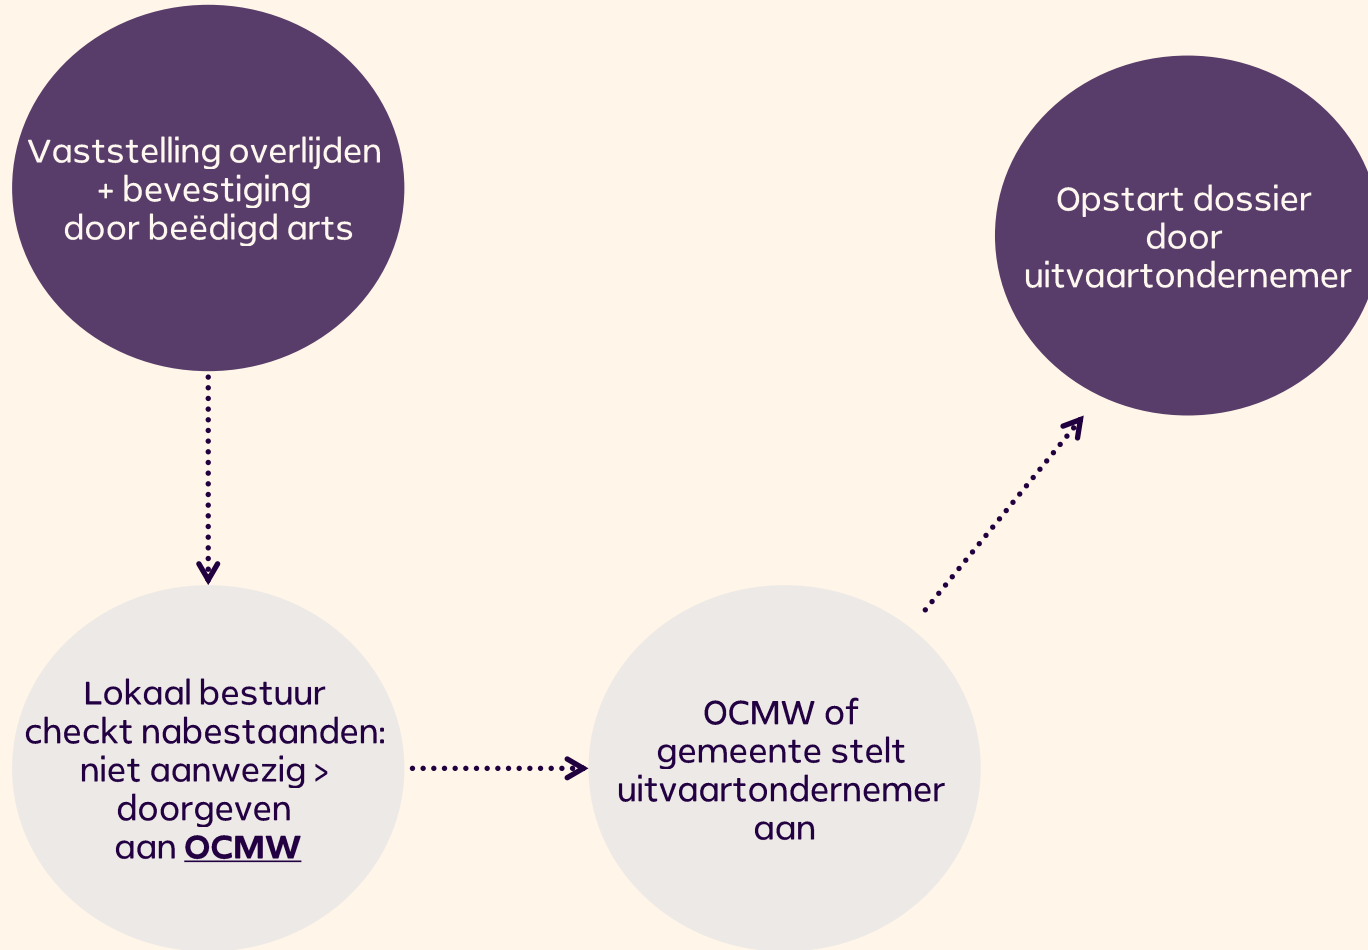 Vaststelling overlijden
+ bevestiging
door beëdigd arts
Lokaal bestuur
checkt nabestaanden:
niet aanwezig >
doorgeven
aan OCMW
OCMW of
gemeente stelt
uitvaartondernemer
aan
Opstart dossier
door
uitvaartondernemer